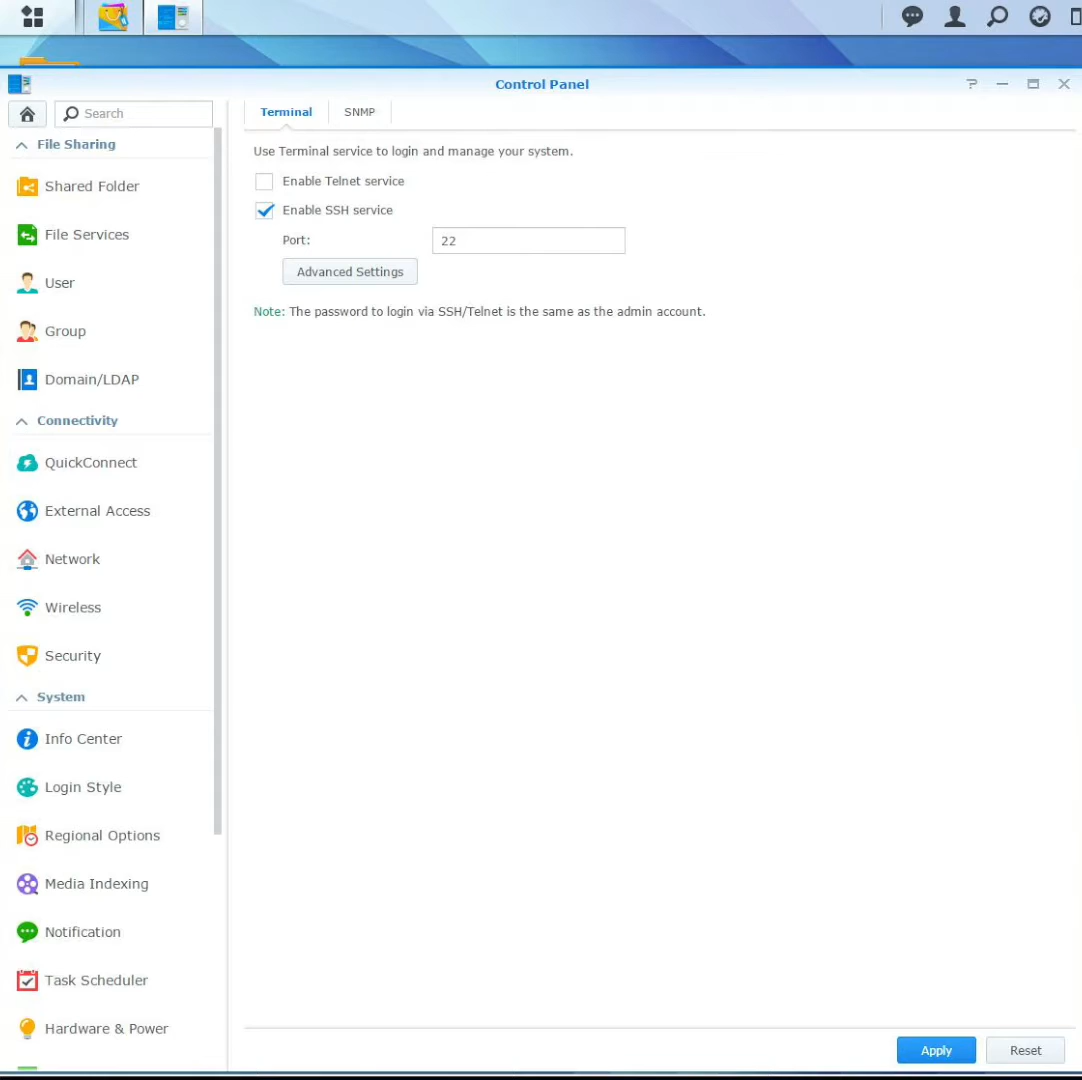 Control Panel
Search
File Sharing
Shared Folder
File Services
User
Group
Domain/LDAP
Connectivity
QuickConnect
External Access
Network
Wireless
Security
System
Info Center
Login Style
Regional Options
Media Indexing
Notification
Task Scheduler
Hardware & Power
Terminal
SNMP
Use Terminal service to login and manage your system.
Enable Telnet service
Enable SSH service
Port: 22
Advanced Settings
Note: The password to login via SSH/Telnet is the same as the admin account.
Apply
Reset